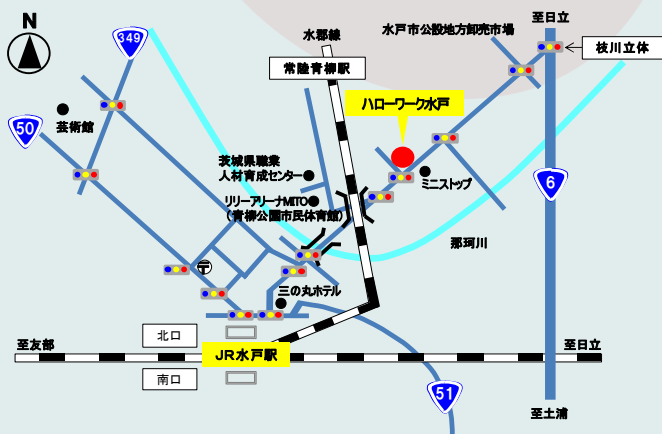 N
水郡線
水戸市公設地方卸売市場
至日立
349
常陸青柳駅
枝川立体
50
芸術館
ハローワーク水戸
茨城県職業
人材育成センター
ミニストップ
6
リリーアリーナMITO
(青柳公園市民体育館)
那珂川
〒
三の丸ホテル
北口
至友部
JR水戸駅
至日立
南口
51
至土浦